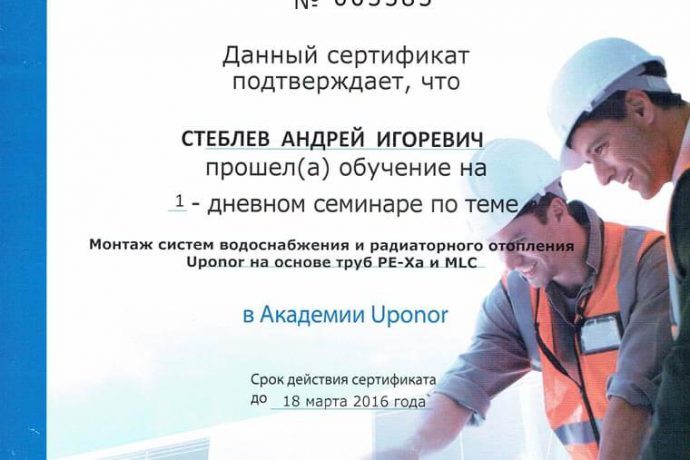 №
Данный сертификат
подтверждает, что
СТЕБЛЕВ АНДРЕЙ ИГОРЕВИЧ
прошел(а) обучение на
1 - дневном семинаре по теме
Монтаж систем водоснабжения и радиаторного отопления
Uponor на основе труб PE-Xa и MLC
в Академии Uponor
Срок действия сертификата
до 18 марта 2016 года